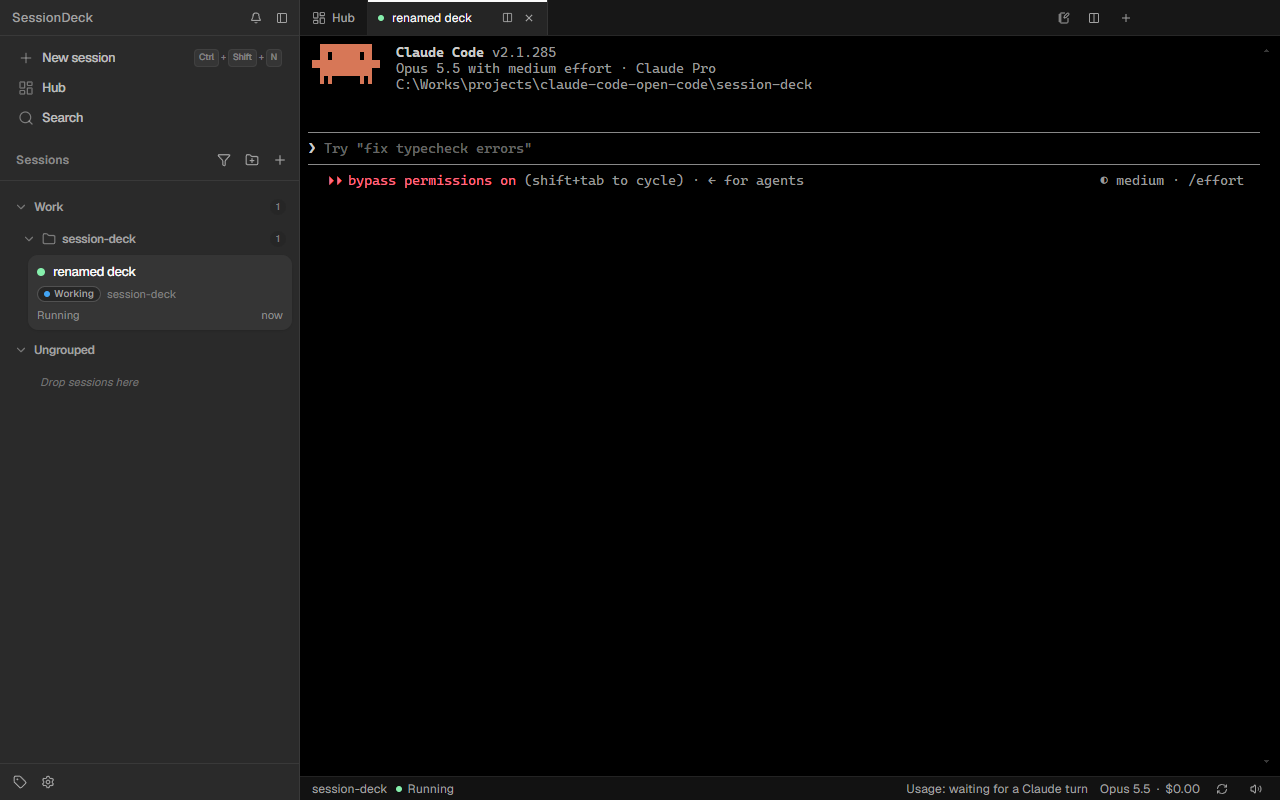 SessionDeck
New session Ctrl + Shift + N
Hub
Search
Sessions
Work 1
session-deck 1
renamed deck
Working session-deck
Running now
Ungrouped
Drop sessions here
Hub renamed deck
Claude Code v2.1.285
Opus 5.5 with medium effort · Claude Pro
C:\Works\projects\claude-code-open-code\session-deck
❯ Try "fix typecheck errors"
⏵⏵ bypass permissions on (shift+tab to cycle) · ← for agents ◐ medium · /effort
session-deck Running Usage: waiting for a Claude turn Opus 5.5 · $0.00